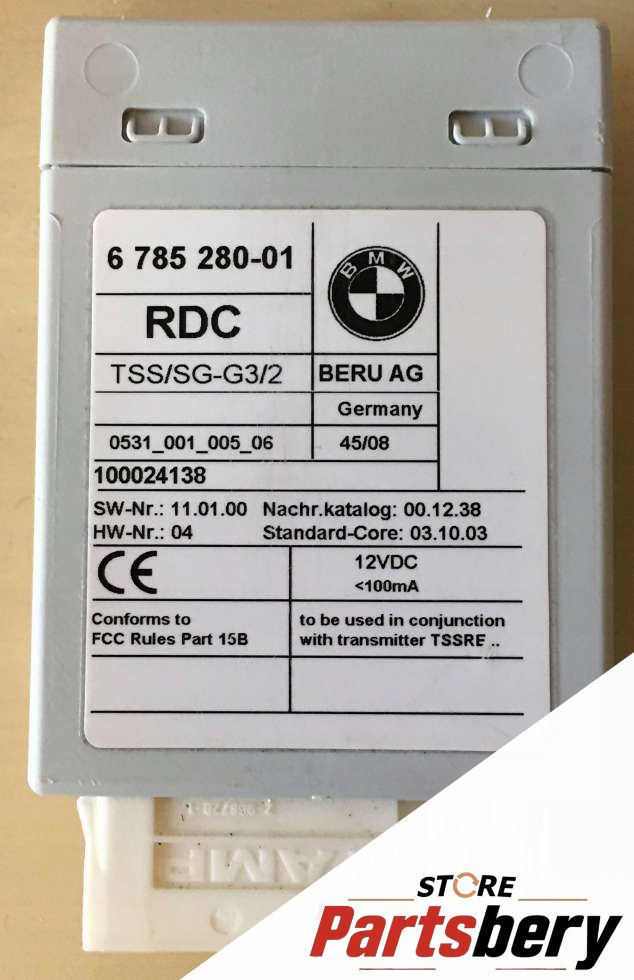 6 785 280-01
BMW
RDC
TSS/SG-G3/2
BERU AG
Germany
0531_001_005_06
45/08
100024138
SW-Nr.: 11.01.00 Nachr.katalog: 00.12.38
HW-Nr.: 04 Standard-Core: 03.10.03
CE
12VDC
<100mA
Conforms to
FCC Rules Part 15B
to be used in conjunction
with transmitter TSSRE ..
AMP
STORE
Partsbery